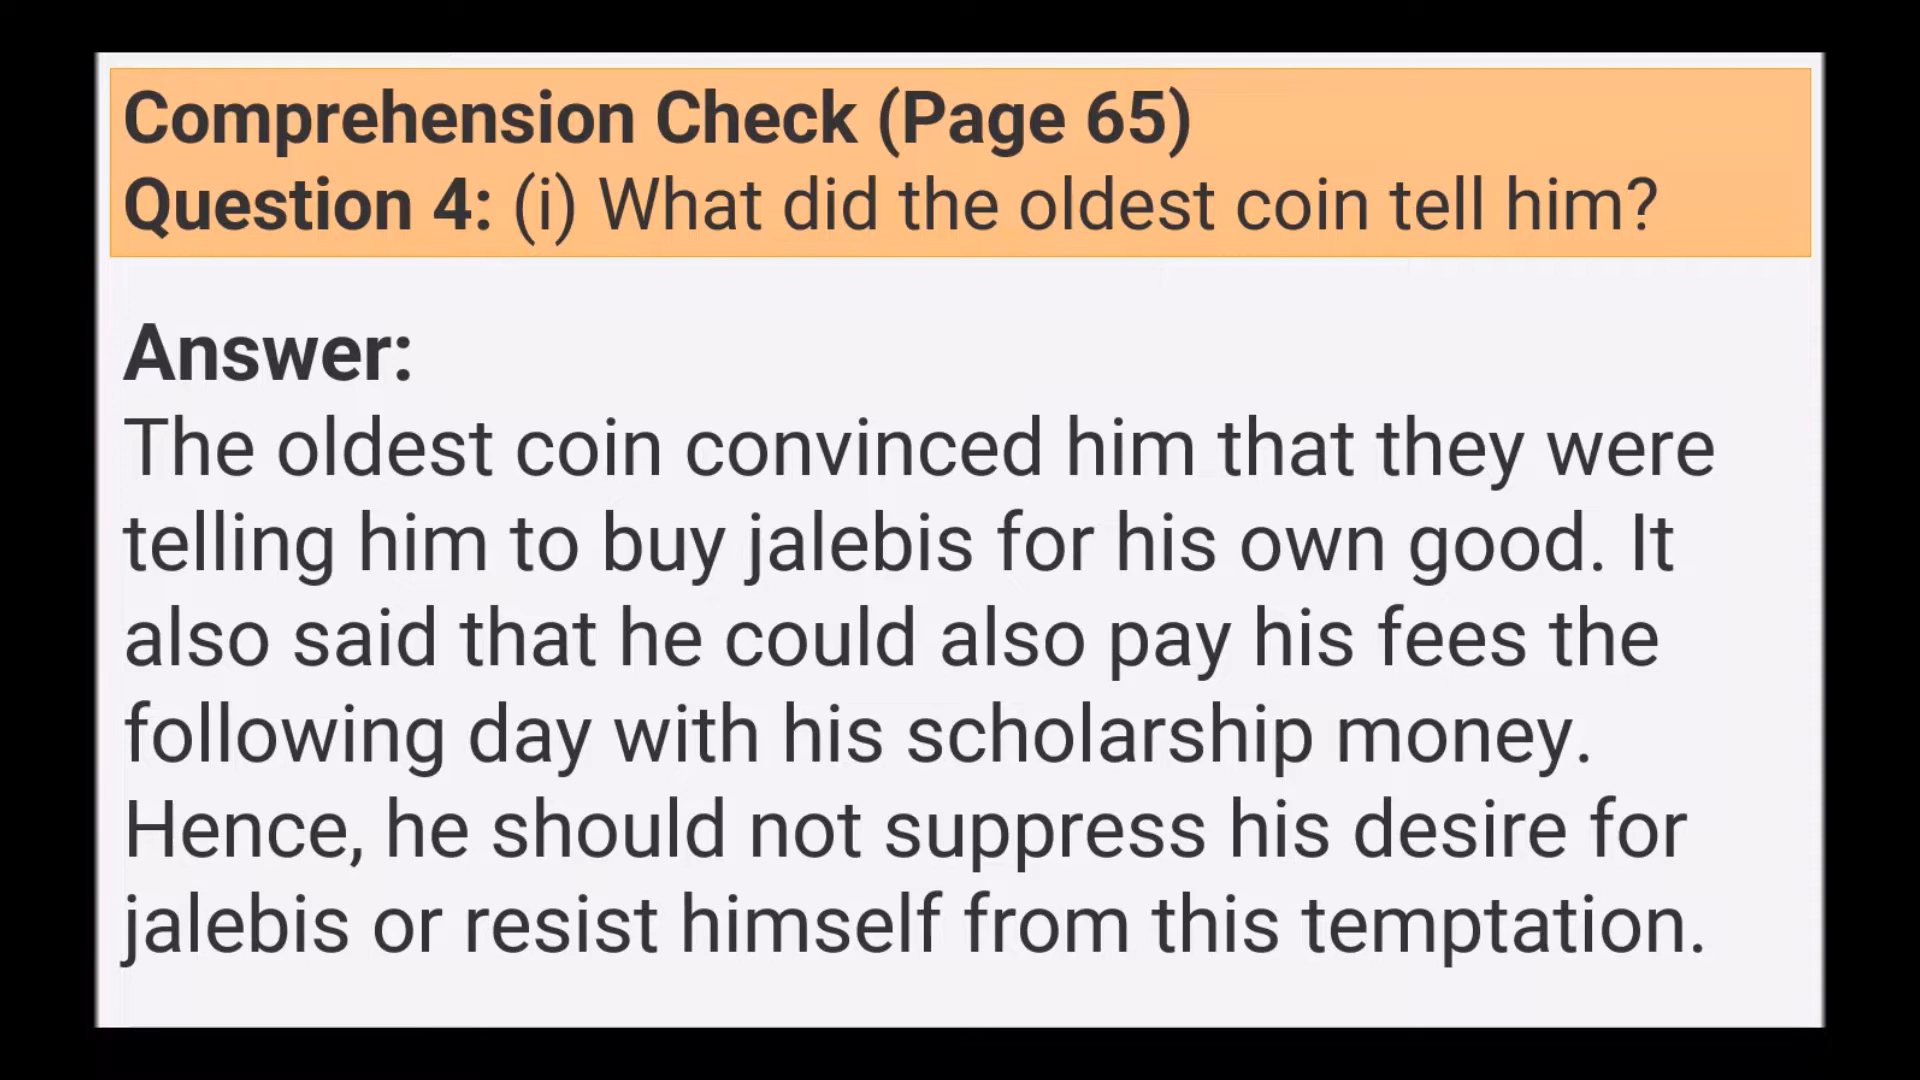 Comprehension Check (Page 65)
Question 4: (i) What did the oldest coin tell him?
Answer:
The oldest coin convinced him that they were
telling him to buy jalebis for his own good. It
also said that he could also pay his fees the
following day with his scholarship money.
Hence, he should not suppress his desire for
jalebis or resist himself from this temptation.